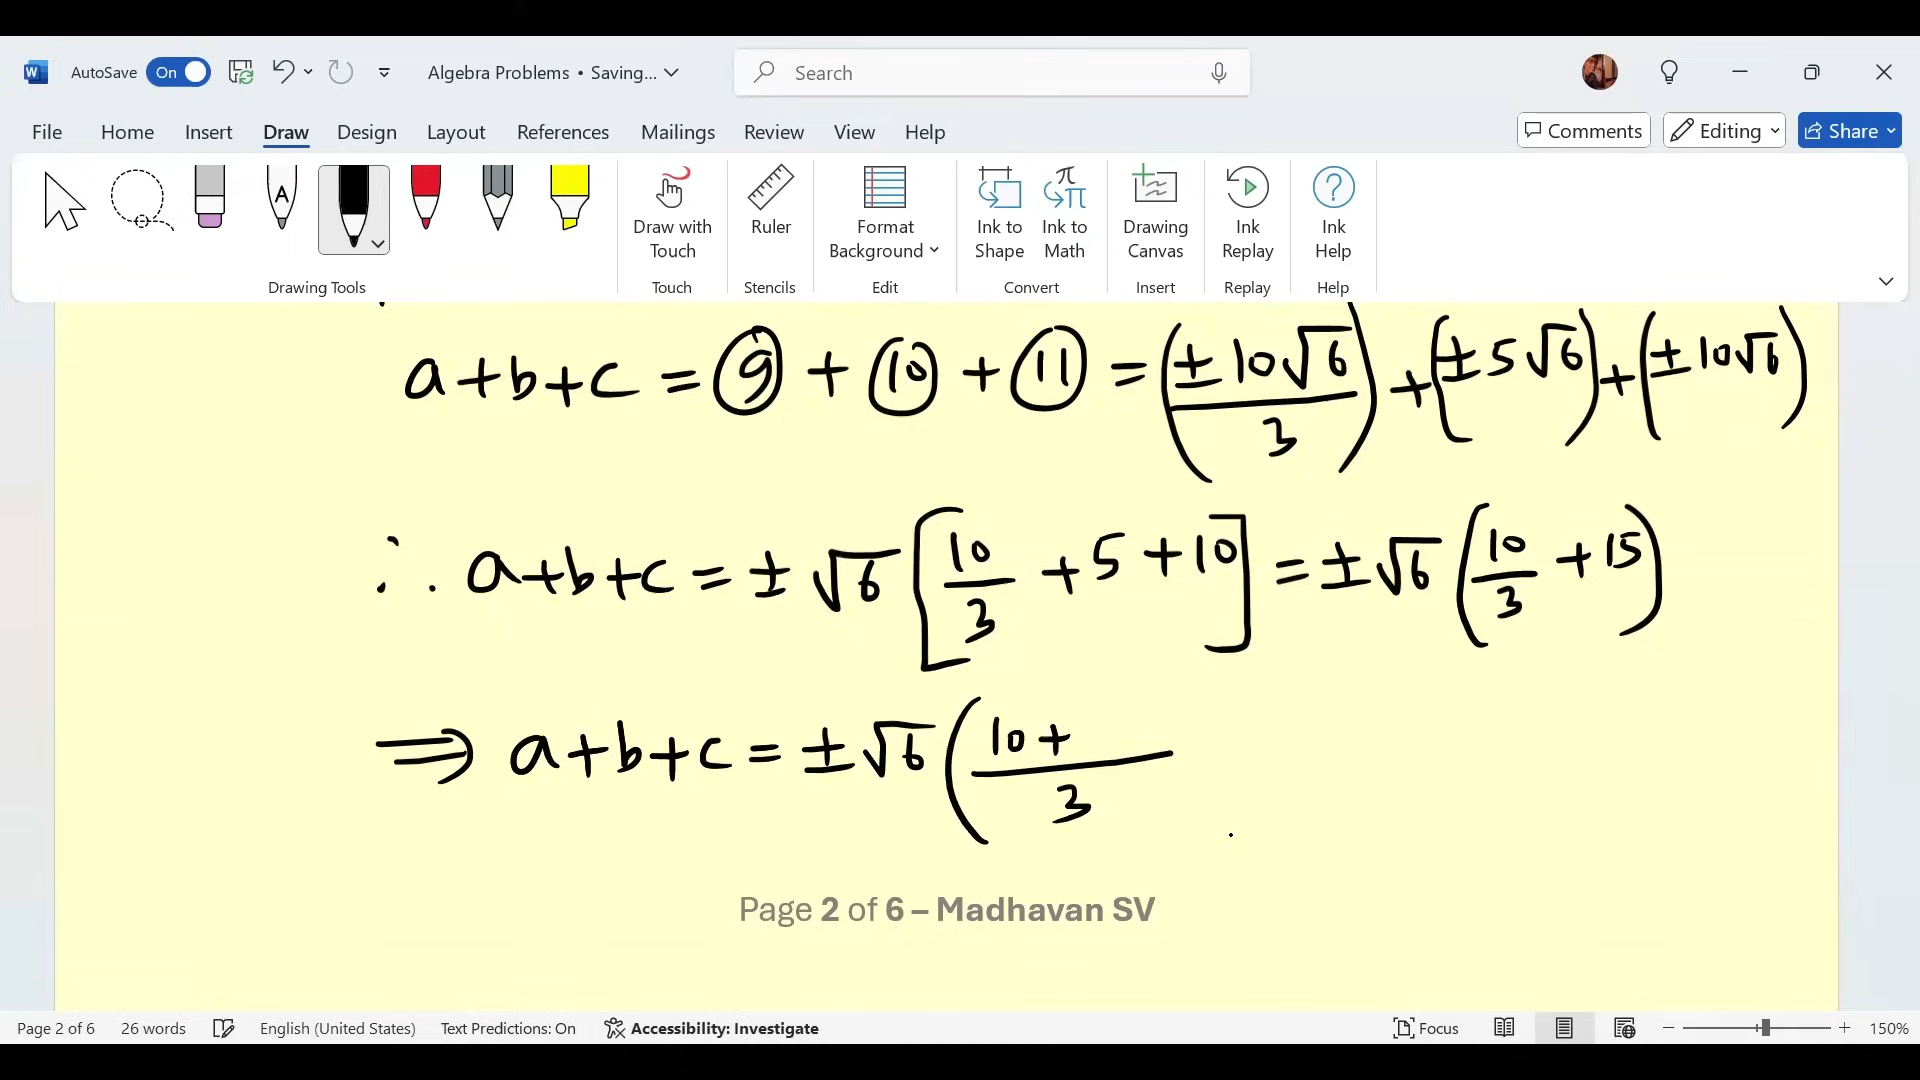 AutoSave On Algebra Problems • Saving... Search
File Home Insert Draw Design Layout References Mailings Review View Help Comments Editing Share
A
Draw with Touch Ruler Format Background Ink to Shape Ink to Math Drawing Canvas Ink Replay Ink Help
Drawing Tools Touch Stencils Edit Convert Insert Replay Help
a+b+c = ⑨ + ⑩ + ⑪ = (±10√6/3) + (±5√6) + (±10√6)
∴ a+b+c = ±√6 [10/3 + 5 + 10] = ±√6 (10/3 + 15)
⇒ a+b+c = ±√6 (10+/3
Page 2 of 6 – Madhavan SV
Page 2 of 6 26 words English (United States) Text Predictions: On Accessibility: Investigate Focus 150%